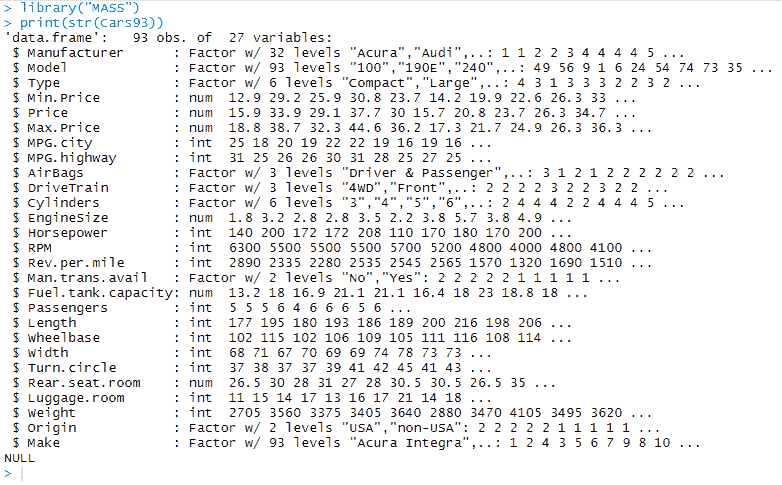 > library("MASS")
> print(str(Cars93))
'data.frame':   93 obs. of  27 variables:
 $ Manufacturer      : Factor w/ 32 levels "Acura","Audi",..: 1 1 2 2 3 4 4 4 4 5 ...
 $ Model             : Factor w/ 93 levels "100","190E","240",..: 49 56 9 1 6 24 54 74 73 35 ...
 $ Type              : Factor w/ 6 levels "Compact","Large",..: 4 3 1 3 3 3 2 2 3 2 ...
 $ Min.Price         : num  12.9 29.2 25.9 30.8 23.7 14.2 19.9 22.6 26.3 33 ...
 $ Price             : num  15.9 33.9 29.1 37.7 30 15.7 20.8 23.7 26.3 34.7 ...
 $ Max.Price         : num  18.8 38.7 32.3 44.6 36.2 17.3 21.7 24.9 26.3 36.3 ...
 $ MPG.city          : int  25 18 20 19 22 22 19 16 19 16 ...
 $ MPG.highway       : int  31 25 26 26 30 31 28 25 27 25 ...
 $ AirBags           : Factor w/ 3 levels "Driver & Passenger",..: 3 1 2 1 2 2 2 2 2 2 ...
 $ DriveTrain        : Factor w/ 3 levels "4WD","Front",..: 2 2 2 2 3 2 2 3 2 2 ...
 $ Cylinders         : Factor w/ 6 levels "3","4","5","6",..: 2 4 4 4 2 2 4 4 4 5 ...
 $ EngineSize        : num  1.8 3.2 2.8 2.8 3.5 2.2 3.8 5.7 3.8 4.9 ...
 $ Horsepower        : int  140 200 172 172 208 110 170 180 170 200 ...
 $ RPM               : int  6300 5500 5500 5500 5700 5200 4800 4000 4800 4100 ...
 $ Rev.per.mile      : int  2890 2335 2280 2535 2545 2565 1570 1320 1690 1510 ...
 $ Man.trans.avail   : Factor w/ 2 levels "No","Yes": 2 2 2 2 2 1 1 1 1 1 ...
 $ Fuel.tank.capacity: num  13.2 18 16.9 21.1 21.1 16.4 18 23 18.8 18 ...
 $ Passengers        : int  5 5 5 6 4 6 6 6 5 6 ...
 $ Length            : int  177 195 180 193 186 189 200 216 198 206 ...
 $ Wheelbase         : int  102 115 102 106 109 105 111 116 108 114 ...
 $ Width             : int  68 71 67 70 69 69 74 78 73 73 ...
 $ Turn.circle       : int  37 38 37 37 39 41 42 45 41 43 ...
 $ Rear.seat.room    : num  26.5 30 28 31 27 28 30.5 30.5 26.5 35 ...
 $ Luggage.room      : int  11 15 14 17 13 16 17 21 14 18 ...
 $ Weight            : int  2705 3560 3375 3405 3640 2880 3470 4105 3495 3620 ...
 $ Origin            : Factor w/ 2 levels "USA","non-USA": 2 2 2 2 2 1 1 1 1 1 ...
 $ Make              : Factor w/ 93 levels "Acura Integra",..: 1 2 4 3 5 6 7 9 8 10 ...
NULL
>